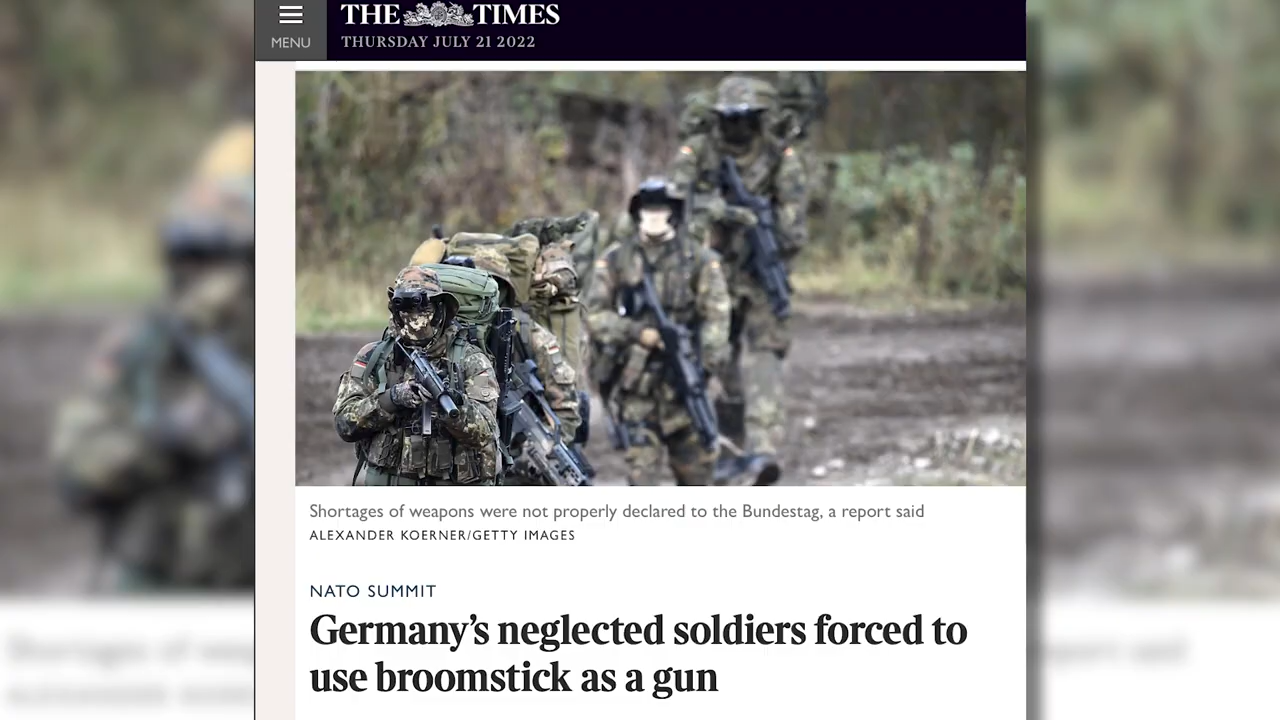 THE TIMES
MENU
THURSDAY JULY 21 2022
Shortages of weapons were not properly declared to the Bundestag, a report said
ALEXANDER KOERNER/GETTY IMAGES
NATO SUMMIT
Germany's neglected soldiers forced to
use broomstick as a gun